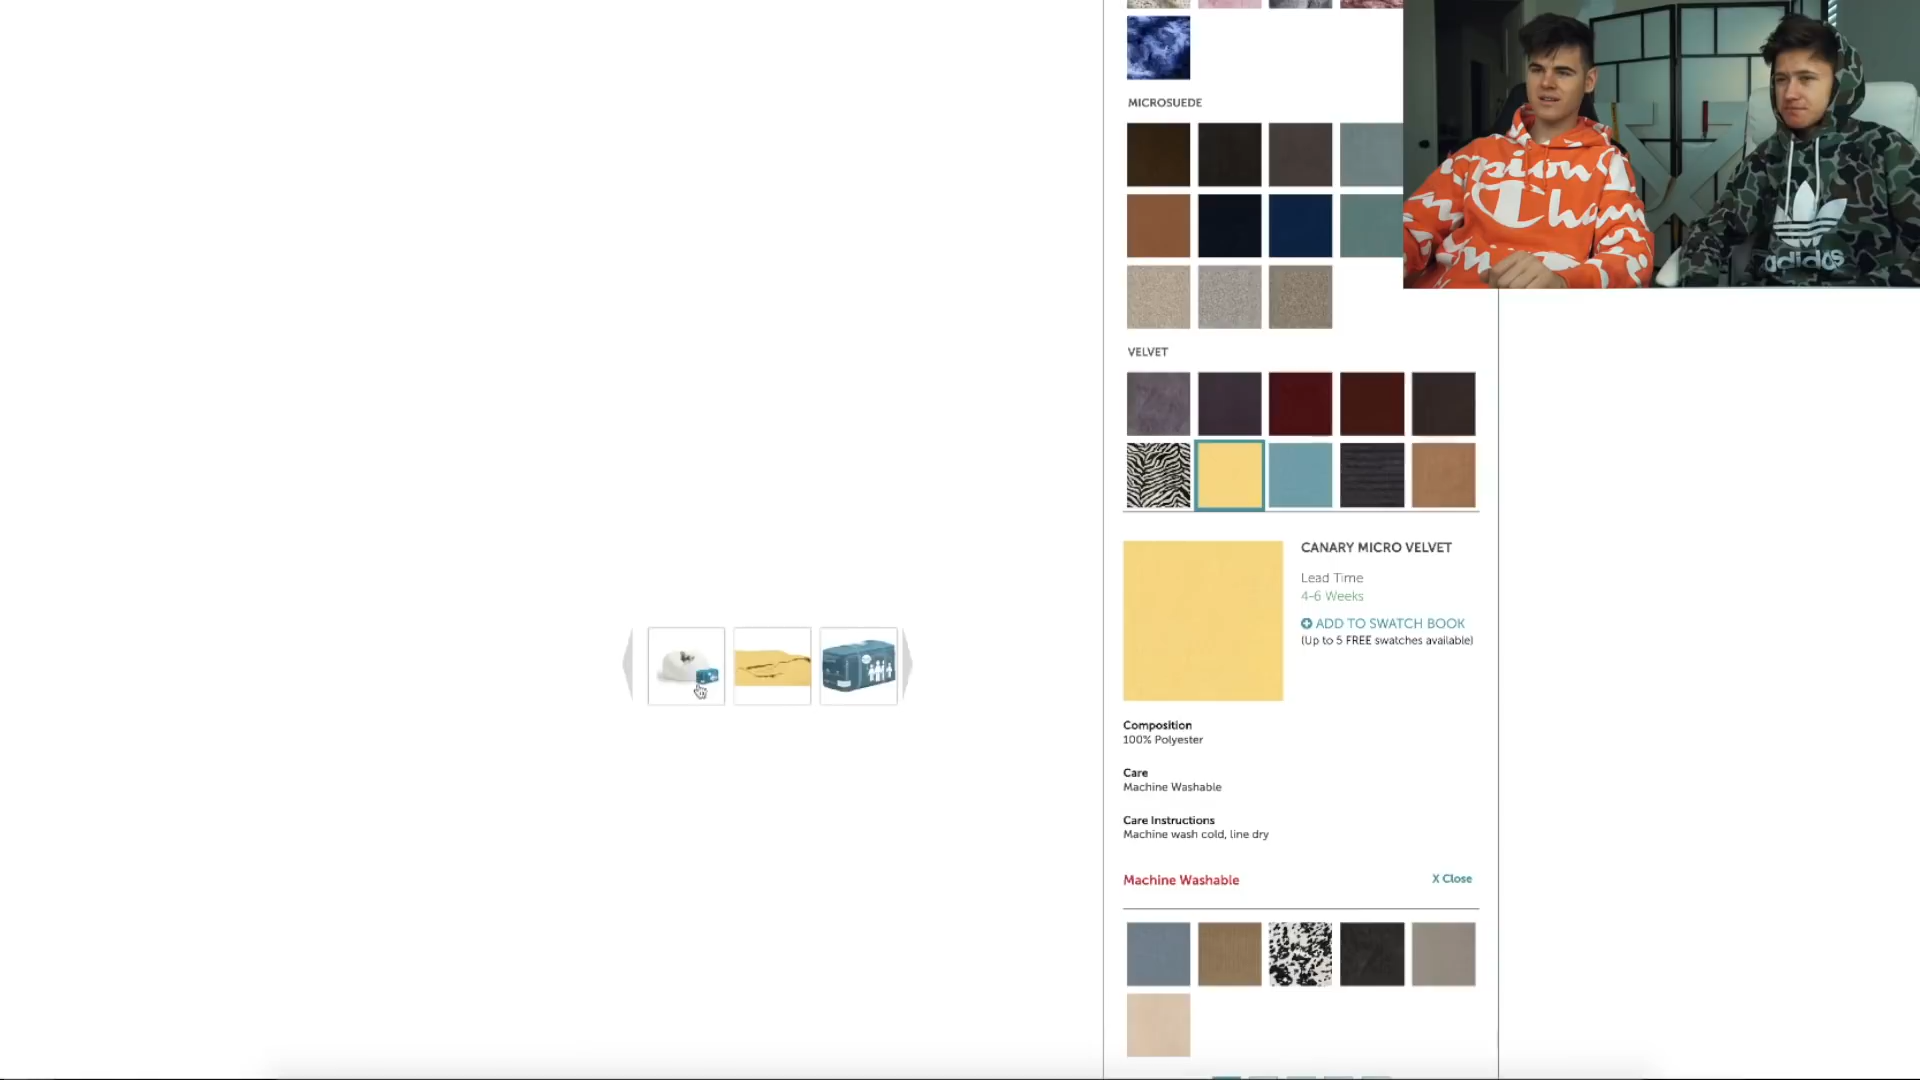 MICROSUEDE
VELVET
CANARY MICRO VELVET
Lead Time
4-6 Weeks
ADD TO SWATCH BOOK
(Up to 5 FREE swatches available)
Composition
100% Polyester
Care
Machine Washable
Care Instructions
Machine wash cold, line dry
Machine Washable
X Close
Cham
adidas